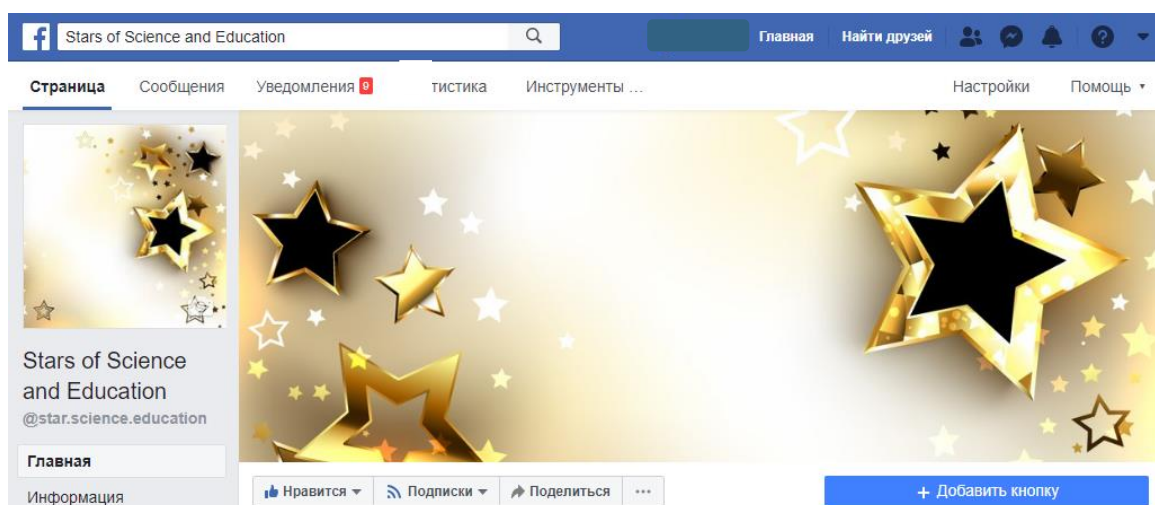 Stars of Science and Education
Главная Найти друзей
Страница Сообщения Уведомления 9 тистика Инструменты ... Настройки Помощь
Stars of Science
and Education
@star.science.education
Главная
Информация
Нравится Подписки Поделиться ...
+ Добавить кнопку